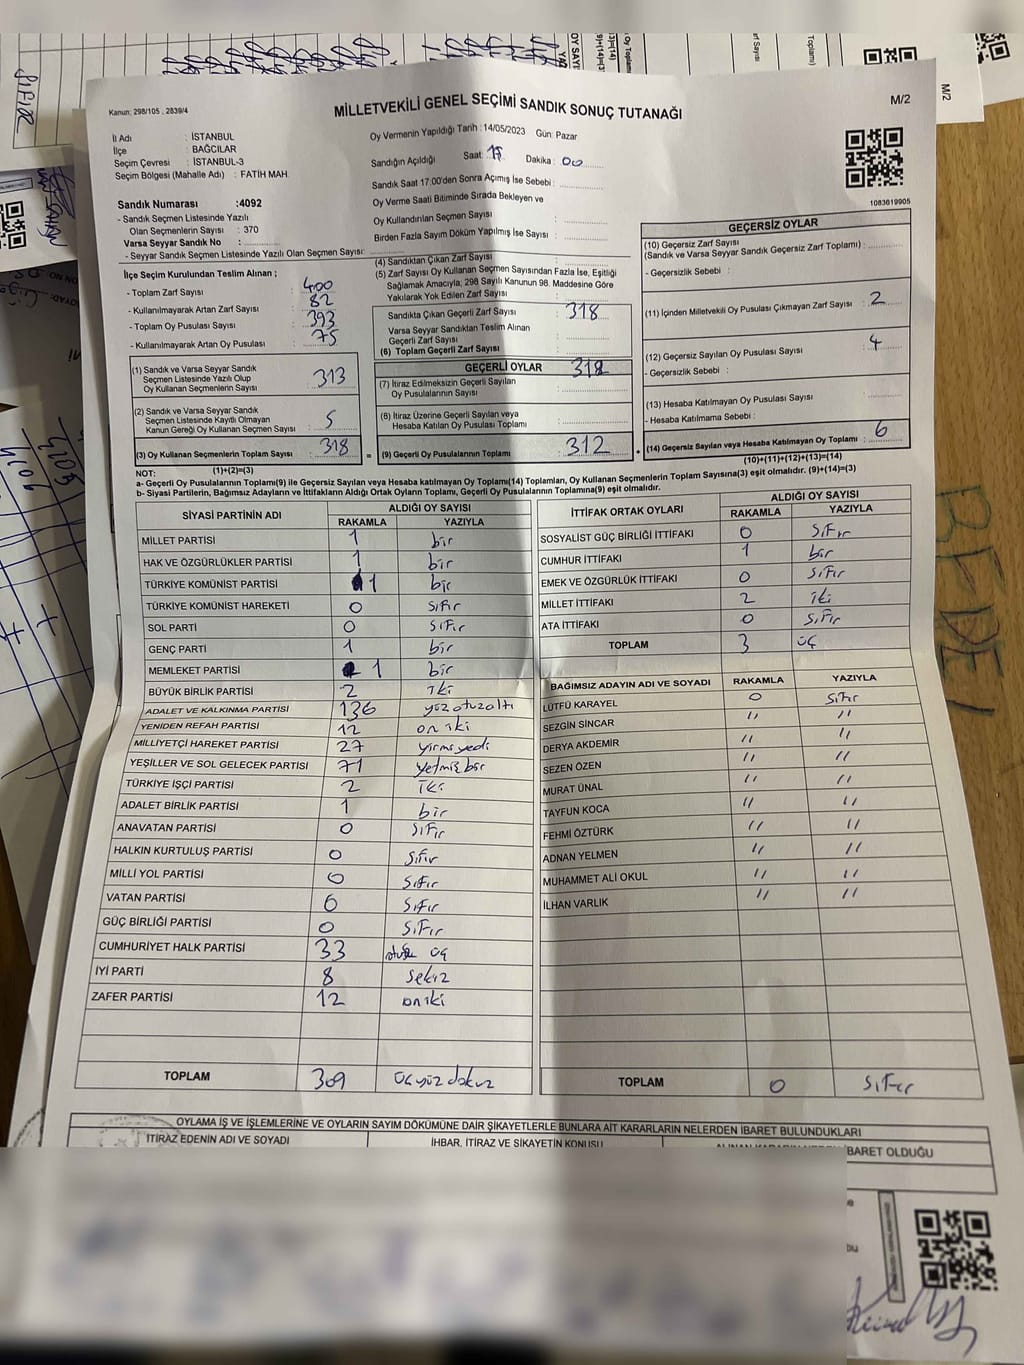 MİLLETVEKİLİ GENEL SEÇİMİ SANDIK SONUÇ TUTANAĞI
M/2
Kanun: 298/105 . 2839/4
İl Adı : İSTANBUL
İlçe : BAĞCILAR
Seçim Çevresi : İSTANBUL-3
Seçim Bölgesi (Mahalle Adı) : FATİH MAH.
Sandık Numarası :4092
- Sandık Seçmen Listesinde Yazılı
Olan Seçmenlerin Sayısı : 370
Varsa Seyyar Sandık No :
- Seyyar Sandık Seçmen Listesinde Yazılı Olan Seçmen Sayısı:
İlçe Seçim Kurulundan Teslim Alınan ;
- Toplam Zarf Sayısı : 400
- Kullanılmayarak Artan Zarf Sayısı : 82
- Toplam Oy Pusulası Sayısı : 393
- Kullanılmayarak Artan Oy Pusulası : 75
(1) Sandık ve Varsa Seyyar Sandık
Seçmen Listesinde Yazılı Olup
Oy Kullanan Seçmenlerin Sayısı : 313
(2) Sandık ve Varsa Seyyar Sandık
Seçmen Listesinde Kayıtlı Olmayan
Kanun Gereği Oy Kullanan Seçmen Sayısı : 5
(3) Oy Kullanan Seçmenlerin Toplam Sayısı : 318
(1)+(2)=(3)
Oy Vermenin Yapıldığı Tarih :14/05/2023 Gün: Pazar
Sandığın Açıldığı Saat: Dakika : 00
Sandık Saat 17:00'den Sonra Açımış İse Sebebi :
Oy Verme Saati Bitiminde Sırada Bekleyen ve
Oy Kullandırılan Seçmen Sayısı :
Birden Fazla Sayım Döküm Yapılmış İse Sayısı :
(4) Sandıktan Çıkan Zarf Sayısı :
(5) Zarf Sayısı Oy Kullanan Seçmen Sayısından Fazla İse, Eşitliği
Sağlamak Amacıyla; 298 Sayılı Kanunun 98. Maddesine Göre
Yakılarak Yok Edilen Zarf Sayısı :
Sandıkta Çıkan Geçerli Zarf Sayısı : 318
Varsa Seyyar Sandıktan Teslim Alınan
Geçerli Zarf Sayısı :
(6) Toplam Geçerli Zarf Sayısı : 318
GEÇERLİ OYLAR
(7) İtiraz Edilmeksizin Geçerli Sayılan
Oy Pusulalarının Sayısı :
(8) İtiraz Üzerine Geçerli Sayılan veya
Hesaba Katılan Oy Pusulası Toplamı :
(9) Geçerli Oy Pusulalarının Toplamı : 312
1083619905
GEÇERSİZ OYLAR
(10) Geçersiz Zarf Sayısı
(Sandık ve Varsa Seyyar Sandık Geçersiz Zarf Toplamı) :
- Geçersizlik Sebebi :
(11) İçinden Milletvekili Oy Pusulası Çıkmayan Zarf Sayısı : 2
(12) Geçersiz Sayılan Oy Pusulası Sayısı : 4
- Geçersizlik Sebebi :
(13) Hesaba Katılmayan Oy Pusulası Sayısı :
- Hesaba Katılmama Sebebi :
(14) Geçersiz Sayılan veya Hesaba Katılmayan Oy Toplamı : 6
(10)+(11)+(12)+(13)=(14)
NOT:
a- Geçerli Oy Pusulalarının Toplamı(9) ile Geçersiz Sayılan veya Hesaba katılmayan Oy Toplamı(14) Toplamları, Oy Kullanan Seçmenlerin Toplam Sayısına(3) eşit olmalıdır. (9)+(14)=(3)
b- Siyasi Partilerin, Bağımsız Adayların ve İttifakların Aldığı Ortak Oyların Toplamı, Geçerli Oy Pusulalarının Toplamına(9) eşit olmalıdır.
SİYASİ PARTİNİN ADI ALDIĞI OY SAYISI
RAKAMLA YAZIYLA
MİLLET PARTİSİ 1 bir
HAK VE ÖZGÜRLÜKLER PARTİSİ 1 bir
TÜRKİYE KOMÜNİST PARTİSİ 1 bir
TÜRKİYE KOMÜNİST HAREKETİ 0 sıfır
SOL PARTİ 0 sıfır
GENÇ PARTİ 1 bir
MEMLEKET PARTİSİ 1 bir
BÜYÜK BİRLİK PARTİSİ 2 iki
ADALET VE KALKINMA PARTİSİ 136 yüzotuzaltı
YENİDEN REFAH PARTİSİ 12 on iki
MİLLİYETÇİ HAREKET PARTİSİ 27 yirmiyedi
YEŞİLLER VE SOL GELECEK PARTİSİ 71 yetmişbir
TÜRKİYE İŞÇİ PARTİSİ 2 iki
ADALET BİRLİK PARTİSİ 1 bir
ANAVATAN PARTİSİ 0 sıfır
HALKIN KURTULUŞ PARTİSİ 0 sıfır
MİLLİ YOL PARTİSİ 0 sıfır
VATAN PARTİSİ 0 sıfır
GÜÇ BİRLİĞİ PARTİSİ 0 sıfır
CUMHURİYET HALK PARTİSİ 33 otuz üç
İYİ PARTİ 8 sekiz
ZAFER PARTİSİ 12 oniki
TOPLAM 309 üçyüz dokuz
İTTİFAK ORTAK OYLARI ALDIĞI OY SAYISI
RAKAMLA YAZIYLA
SOSYALİST GÜÇ BİRLİĞİ İTTİFAKI 0 sıfır
CUMHUR İTTİFAKI 1 bir
EMEK VE ÖZGÜRLÜK İTTİFAKI 0 sıfır
MİLLET İTTİFAKI 2 iki
ATA İTTİFAKI 0 sıfır
TOPLAM 3 üç
BAĞIMSIZ ADAYIN ADI VE SOYADI RAKAMLA YAZIYLA
LÜTFÜ KARAYEL 0 sıfır
SEZGİN SİNCAR " "
DERYA AKDEMİR " "
SEZEN ÖZEN " "
MURAT ÜNAL " "
TAYFUN KOCA " "
FEHMİ ÖZTÜRK " "
ADNAN YELMEN " "
MUHAMMET ALİ OKUL " "
İLHAN VARLIK " "
TOPLAM 0 sıfır
OYLAMA İŞ VE İŞLEMLERİNE VE OYLARIN SAYIM DÖKÜMÜNE DAİR ŞİKAYETLERLE BUNLARA AİT KARARLARIN NELERDEN İBARET BULUNDUKLARI
İTİRAZ EDENİN ADI VE SOYADI
İHBAR, İTİRAZ VE ŞİKAYETİN KONUSU
İBARET OLDUĞU
M/2